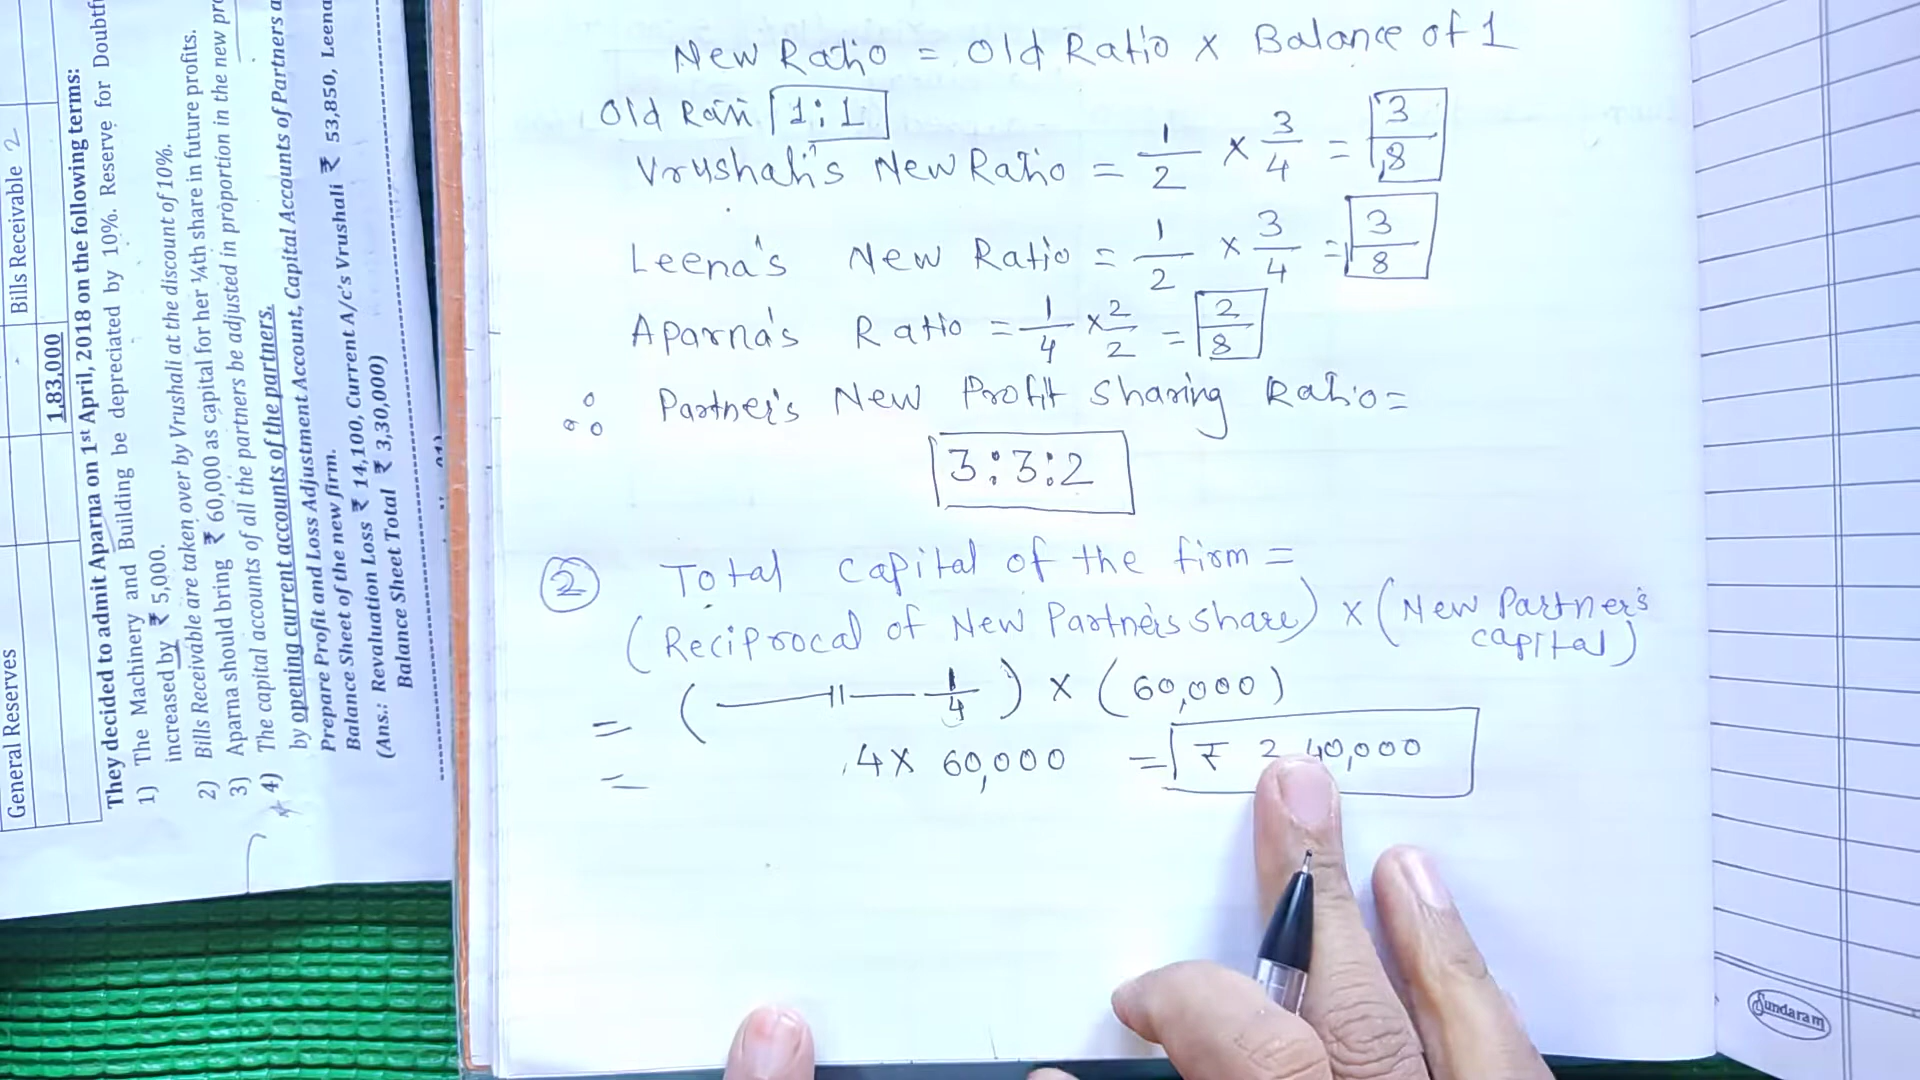 New Ratio = Old Ratio x Balance of 1
Old Ratio 1:1
Vrushali's New Ratio = 1/2 x 3/4 = 3/8
Leena's New Ratio = 1/2 x 3/4 = 3/8
Aparna's Ratio = 1/4 x 2/2 = 2/8
∴ Partner's New Profit Sharing Ratio =
3:3:2
② Total capital of the firm =
(Reciprocal of New Partner's share) x (New Partner's capital)
= ( —॥— 1/4 ) x (60,000)
= 4 x 60,000 = ₹ 2,40,000
General Reserves
Bills Receivable 2
1,83,000
They decided to admit Aparna on 1st April, 2018 on the following terms:
1) The Machinery and Building be depreciated by 10%. Reserve for
increased by ₹ 5,000.
2) Bills Receivable are taken over by Vrushali at the discount of 10%.
3) Aparna should bring ₹ 60,000 as capital for her ¼th share in future profits.
4) The capital accounts of all the partners be adjusted in proportion in the new
by opening current accounts of the partners.
Prepare Profit and Loss Adjustment Account, Capital Accounts of Partners
Balance Sheet of the new firm.
(Ans.: Revaluation Loss ₹ 14,100, Current A/c's Vrushali ₹ 53,850, Leena
Balance Sheet Total ₹ 3,30,000)
Sundaram